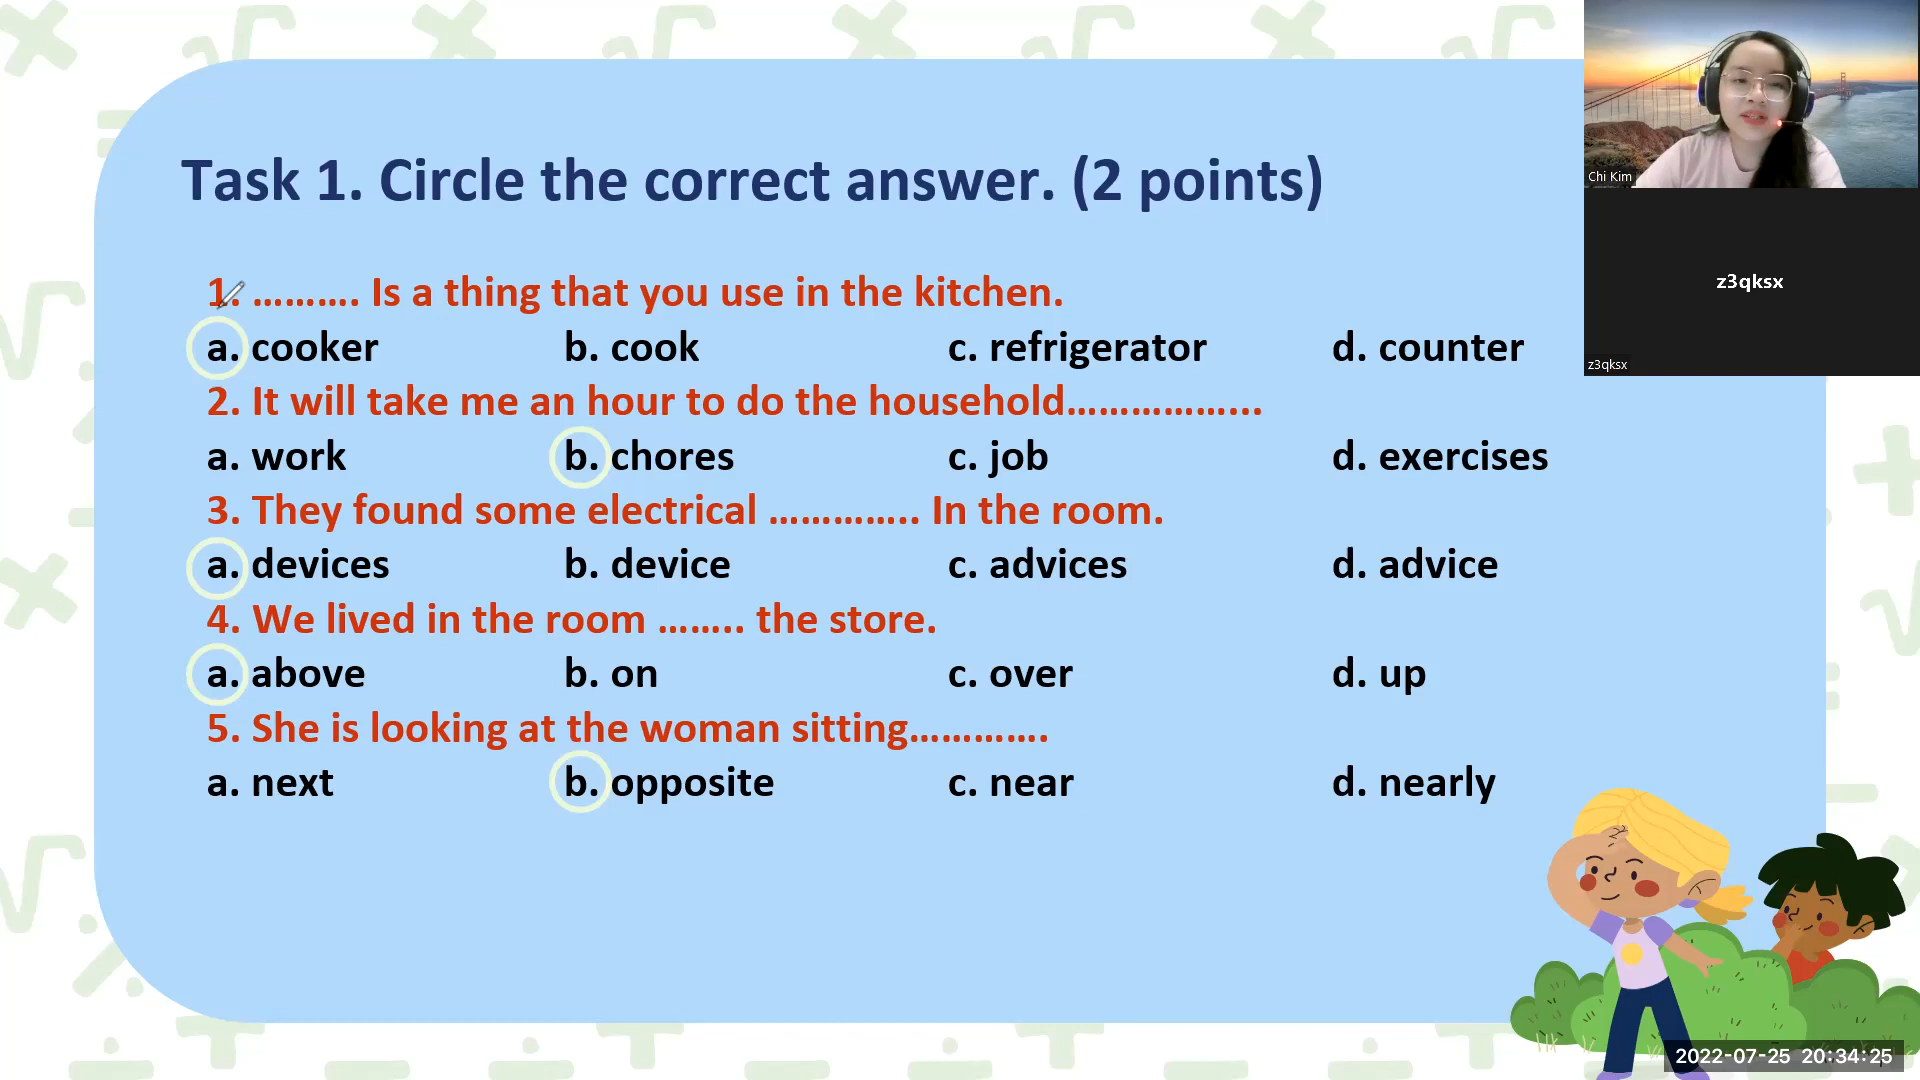 Task 1. Circle the correct answer. (2 points)
1. ………. Is a thing that you use in the kitchen.
a. cooker b. cook c. refrigerator d. counter
2. It will take me an hour to do the household……………...
a. work b. chores c. job d. exercises
3. They found some electrical ………….. In the room.
a. devices b. device c. advices d. advice
4. We lived in the room …….. the store.
a. above b. on c. over d. up
5. She is looking at the woman sitting………….
a. next b. opposite c. near d. nearly
Chi Kim
z3qksx
z3qksx
2022-07-25 20:34:25